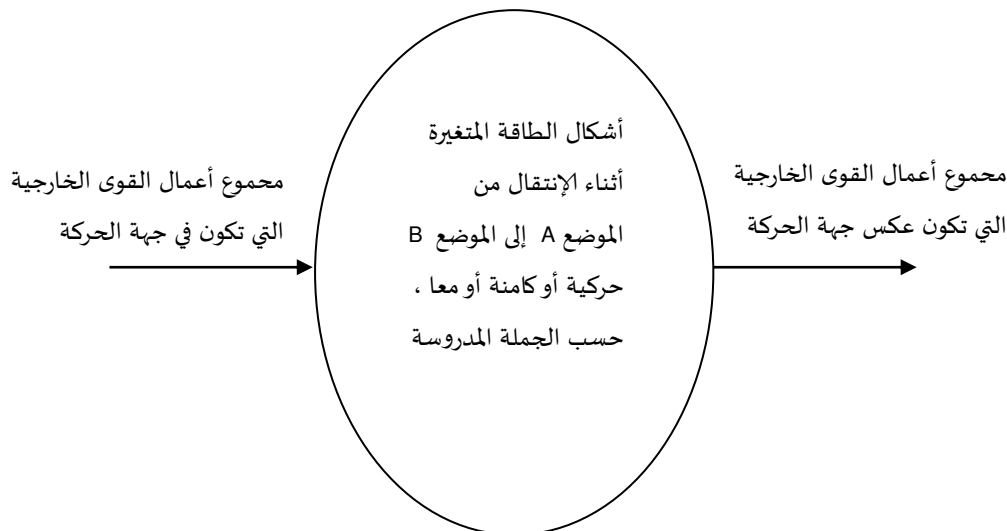 أشكال الطاقة المتغيرة
أثناء الإنتقال من
الموضع A إلى الموضع B
حركية أو كامنة أو معا ،
حسب الجملة المدروسة
محموع أعمال القوى الخارجية
التي تكون عكس جهة الحركة
محموع أعمال القوى الخارجية
التي تكون في جهة الحركة